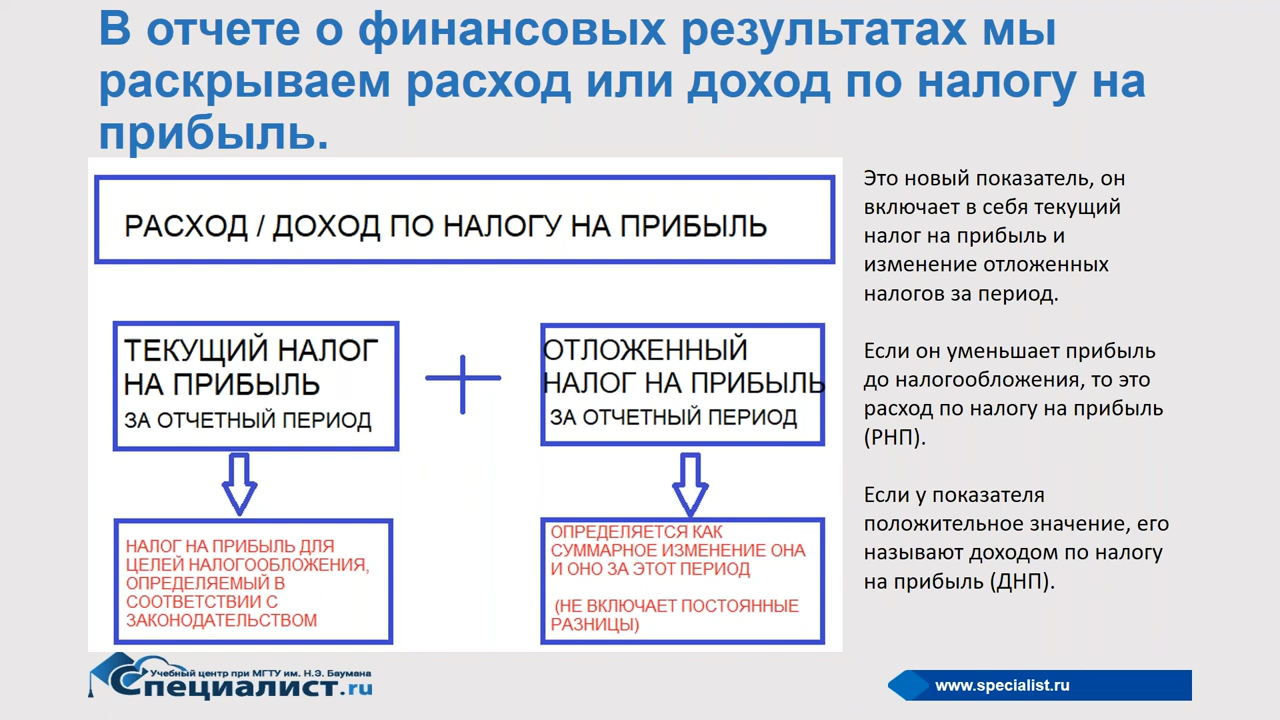 В отчете о финансовых результатах мы
раскрываем расход или доход по налогу на
прибыль.
РАСХОД / ДОХОД ПО НАЛОГУ НА ПРИБЫЛЬ
ТЕКУЩИЙ НАЛОГ
НА ПРИБЫЛЬ
ЗА ОТЧЕТНЫЙ ПЕРИОД
ОТЛОЖЕННЫЙ
НАЛОГ НА ПРИБЫЛЬ
ЗА ОТЧЕТНЫЙ ПЕРИОД
НАЛОГ НА ПРИБЫЛЬ ДЛЯ
ЦЕЛЕЙ НАЛОГООБЛОЖЕНИЯ,
ОПРЕДЕЛЯЕМЫЙ В
СООТВЕТСТВИИ С
ЗАКОНОДАТЕЛЬСТВОМ
ОПРЕДЕЛЯЕТСЯ КАК
СУММАРНОЕ ИЗМЕНЕНИЕ ОНА
И ОНО ЗА ЭТОТ ПЕРИОД
(НЕ ВКЛЮЧАЕТ ПОСТОЯННЫЕ
РАЗНИЦЫ)
Это новый показатель, он
включает в себя текущий
налог на прибыль и
изменение отложенных
налогов за период.
Если он уменьшает прибыль
до налогообложения, то это
расход по налогу на прибыль
(РНП).
Если у показателя
положительное значение, его
называют доходом по налогу
на прибыль (ДНП).
Учебный центр при МГТУ им. Н.Э. Баумана
Специалист.ru
www.specialist.ru